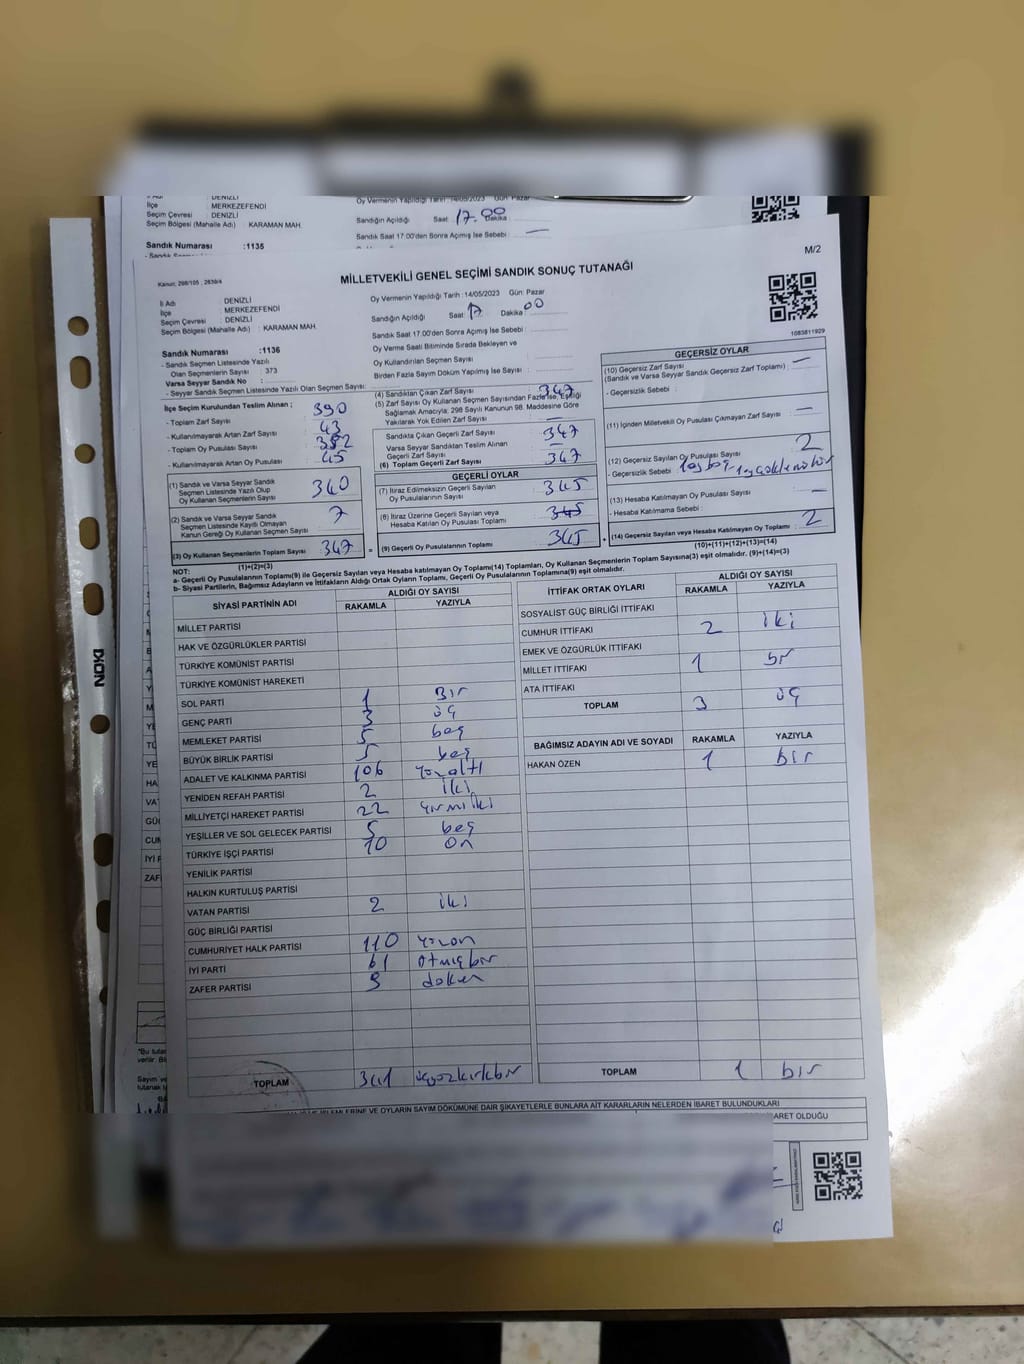 İl Adı DENİZLİ
İlçe MERKEZEFENDİ
Seçim Çevresi DENİZLİ
Seçim Bölgesi (Mahalle Adı) : KARAMAN MAH.
Oy Vermenin Yapıldığı Tarih :14/05/2023 Gün: Pazar
Sandığın Açıldığı Saat 17.00 Dakika
Sandık Saat 17:00'den Sonra Açılmış İse Sebebi : —
Sandık Numarası :1135
M/2
MİLLETVEKİLİ GENEL SEÇİMİ SANDIK SONUÇ TUTANAĞI
İl Adı : DENİZLİ
İlçe : MERKEZEFENDİ
Seçim Çevresi : DENİZLİ
Seçim Bölgesi (Mahalle Adı) : KARAMAN MAH.
Oy Vermenin Yapıldığı Tarih : 14/05/2023 Gün: Pazar
Sandığın Açıldığı Saat 17 Dakika 00
Sandık Saat 17.00'den Sonra Açılmış İse Sebebi :
Oy Verme Saati Bitiminde Sırada Bekleyen ve
Oy Kullandırılan Seçmen Sayısı
Birden Fazla Sayım Döküm Yapılmış İse Sayısı :
1083811929
Sandık Numarası :1136
- Sandık Seçmen Listesinde Yazılı
Olan Seçmenlerin Sayısı : 373
Varsa Seyyar Sandık No :
- Seyyar Sandık Seçmen Listesinde Yazılı Olan Seçmen Sayısı:
İlçe Seçim Kurulundan Teslim Alınan ;
- Toplam Zarf Sayısı : 390
- Kullanılmayarak Artan Zarf Sayısı : 43
- Toplam Oy Pusulası Sayısı
- Kullanılmayarak Artan Oy Pusulası : 45
(1) Sandık ve Varsa Seyyar Sandık
Seçmen Listesinde Yazılı Olup
Oy Kullanan Seçmenlerin Sayısı 340
(2) Sandık ve Varsa Seyyar Sandık
Seçmen Listesinde Kayıtlı Olmayan
Kanun Gereği Oy Kullanan Seçmen Sayısı 7
(3) Oy Kullanan Seçmenlerin Toplam Sayısı 347
(1)+(2)=(3)
(4) Sandıktan Çıkan Zarf Sayısı 347
(5) Zarf Sayısı Oy Kullanan Seçmen Sayısından Fazla İse, Eşitliği
Sağlamak Amacıyla; 298 Sayılı Kanunun 98. Maddesine Göre
Yakılarak Yok Edilen Zarf Sayısı —
Sandıkta Çıkan Geçerli Zarf Sayısı : 347
Varsa Seyyar Sandıktan Teslim Alınan
Geçerli Zarf Sayısı —
(6) Toplam Geçerli Zarf Sayısı : 347
GEÇERLİ OYLAR
(7) İtiraz Edilmeksizin Geçerli Sayılan
Oy Pusulalarının Sayısı : 345
(8) İtiraz Üzerine Geçerli Sayılan veya
Hesaba Katılan Oy Pusulası Toplamı : 345
= (9) Geçerli Oy Pusulalarının Toplamı 345 +
GEÇERSİZ OYLAR
(10) Geçersiz Zarf Sayısı —
(Sandık ve Varsa Seyyar Sandık Geçersiz Zarf Toplamı) :
- Geçersizlik Sebebi :
(11) İçinden Milletvekili Oy Pusulası Çıkmayan Zarf Sayısı : —
(12) Geçersiz Sayılan Oy Pusulası Sayısı 2
- Geçersizlik Sebebi
(13) Hesaba Katılmayan Oy Pusulası Sayısı : —
- Hesaba Katılmama Sebebi :
(14) Geçersiz Sayılan veya Hesaba Katılmayan Oy Toplamı : 2
(10)+(11)+(12)+(13)=(14)
NOT:
a- Geçerli Oy Pusulalarının Toplamı(9) ile Geçersiz Sayılan veya Hesaba katılmayan Oy Toplamı(14) Toplamları, Oy Kullanan Seçmenlerin Toplam Sayısına(3) eşit olmalıdır. (9)+(14)=(3)
b- Siyasi Partilerin, Bağımsız Adayların ve İttifakların Aldığı Ortak Oyların Toplamı, Geçerli Oy Pusulalarının Toplamına(9) eşit olmalıdır.
SİYASİ PARTİNİN ADI ALDIĞI OY SAYISI
RAKAMLA YAZIYLA
MİLLET PARTİSİ
HAK VE ÖZGÜRLÜKLER PARTİSİ
TÜRKİYE KOMÜNİST PARTİSİ
TÜRKİYE KOMÜNİST HAREKETİ
SOL PARTİ 1 Bir
GENÇ PARTİ 3 üç
MEMLEKET PARTİSİ 5 beş
BÜYÜK BİRLİK PARTİSİ 5 beş
ADALET VE KALKINMA PARTİSİ 106 Yüzaltı
YENİDEN REFAH PARTİSİ 2 İki
MİLLİYETÇİ HAREKET PARTİSİ 22 Yirmiiki
YEŞİLLER VE SOL GELECEK PARTİSİ 5 beş
TÜRKİYE İŞÇİ PARTİSİ 10 On
YENİLİK PARTİSİ
HALKIN KURTULUŞ PARTİSİ
VATAN PARTİSİ 2 iki
GÜÇ BİRLİĞİ PARTİSİ
CUMHURİYET HALK PARTİSİ 110 Yüzon
İYİ PARTİ 61 Otmışbir
ZAFER PARTİSİ 9 dokuz
TOPLAM 341 üçyüzkırkbir
İTTİFAK ORTAK OYLARI ALDIĞI OY SAYISI
RAKAMLA YAZIYLA
SOSYALİST GÜÇ BİRLİĞİ İTTİFAKI
CUMHUR İTTİFAKI 2 iki
EMEK VE ÖZGÜRLÜK İTTİFAKI
MİLLET İTTİFAKI 1 Bir
ATA İTTİFAKI
TOPLAM 3 üç
BAĞIMSIZ ADAYIN ADI VE SOYADI RAKAMLA YAZIYLA
HAKAN ÖZEN 1 bir
TOPLAM 1 bir
İŞLEMLERİNE VE OYLARIN SAYIM DÖKÜMÜNE DAİR ŞİKAYETLERLE BUNLARA AİT KARARLARIN NELERDEN İBARET BULUNDUKLARI
ARET OLDUĞU
NOKI